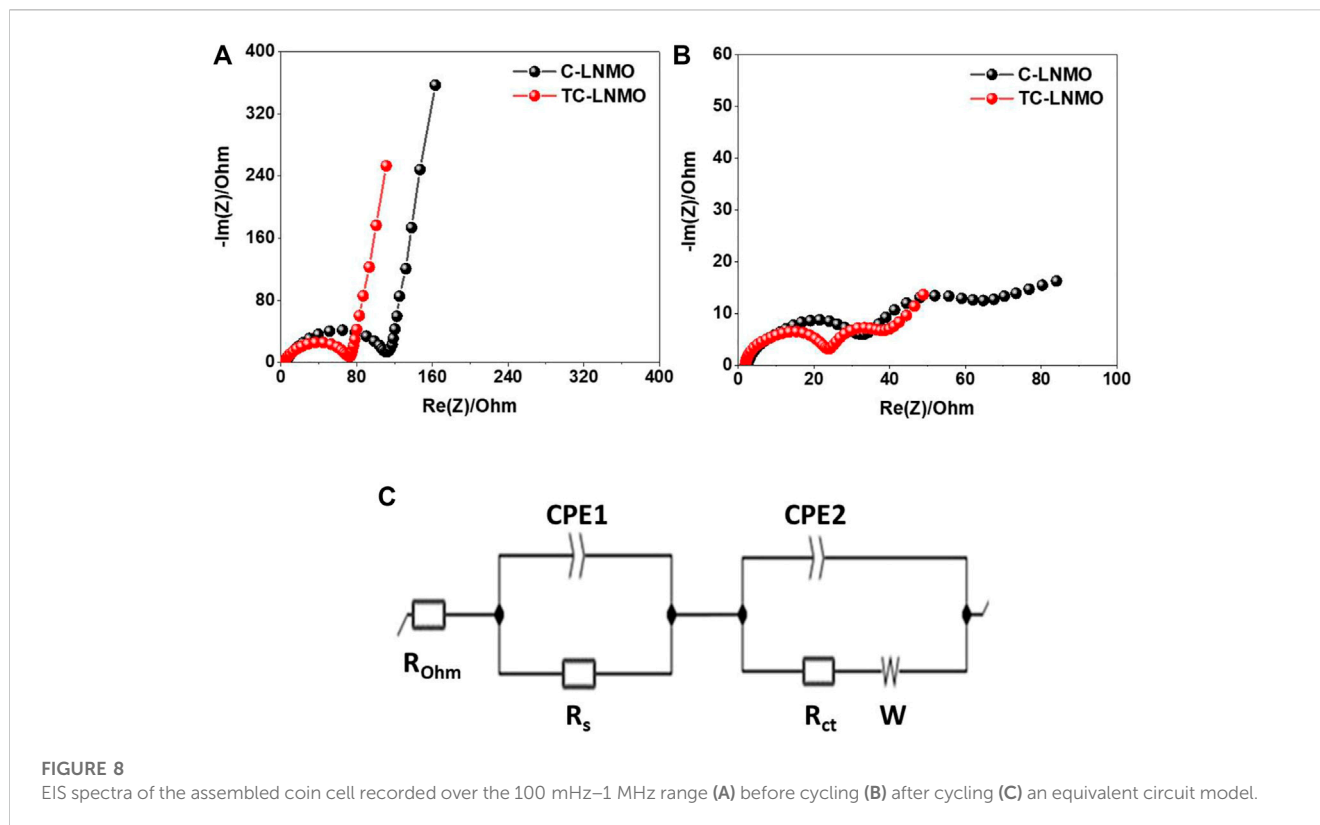 A
400
320
240
160
80
0
-Im(Z)/Ohm
C-LNMO
TC-LNMO
0 80 160 240 320 400
Re(Z)/Ohm
B
60
50
40
30
20
10
0
-Im(Z)/Ohm
C-LNMO
TC-LNMO
0 20 40 60 80 100
Re(Z)/Ohm
C
CPE1 CPE2
R_Ohm
R_s R_ct W
FIGURE 8
EIS spectra of the assembled coin cell recorded over the 100 mHz–1 MHz range (A) before cycling (B) after cycling (C) an equivalent circuit model.